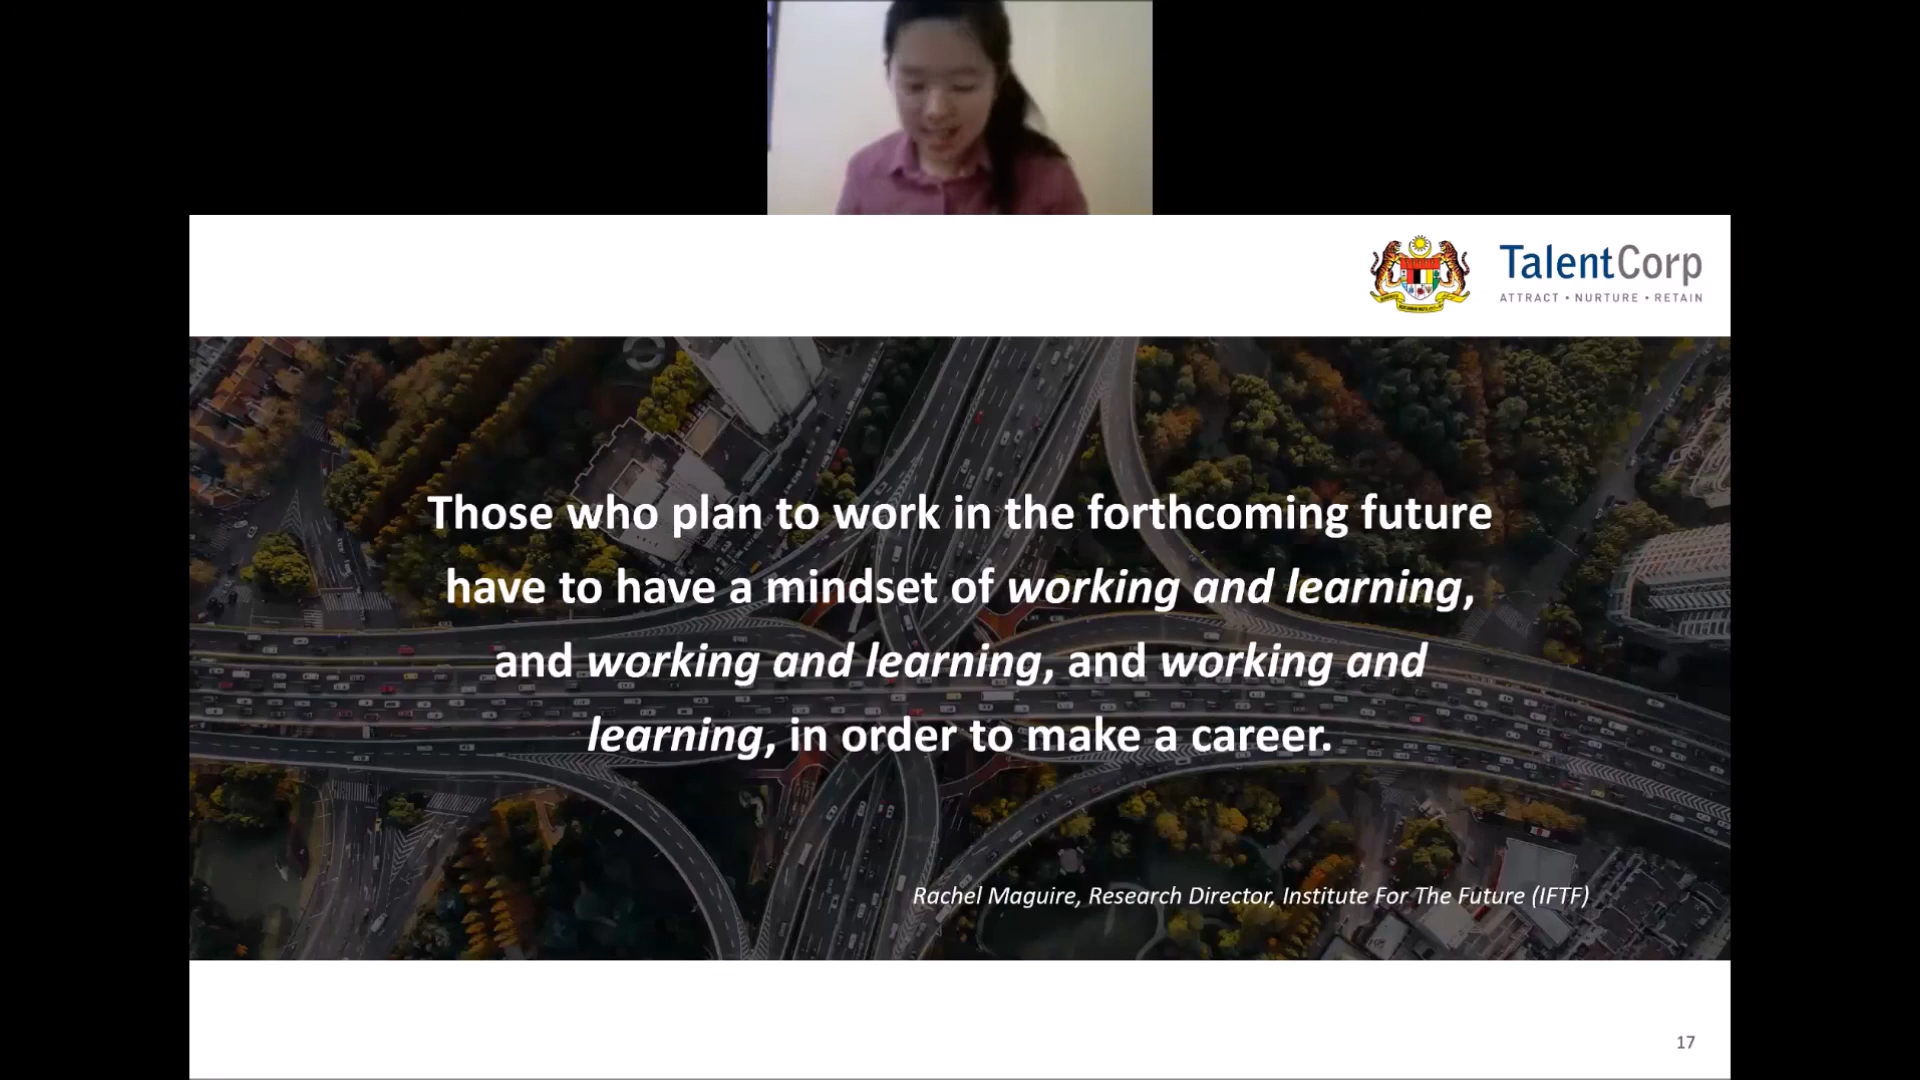 TalentCorp
ATTRACT • NURTURE • RETAIN
Those who plan to work in the forthcoming future
have to have a mindset of working and learning,
and working and learning, and working and
learning, in order to make a career.
Rachel Maguire, Research Director, Institute For The Future (IFTF)
17